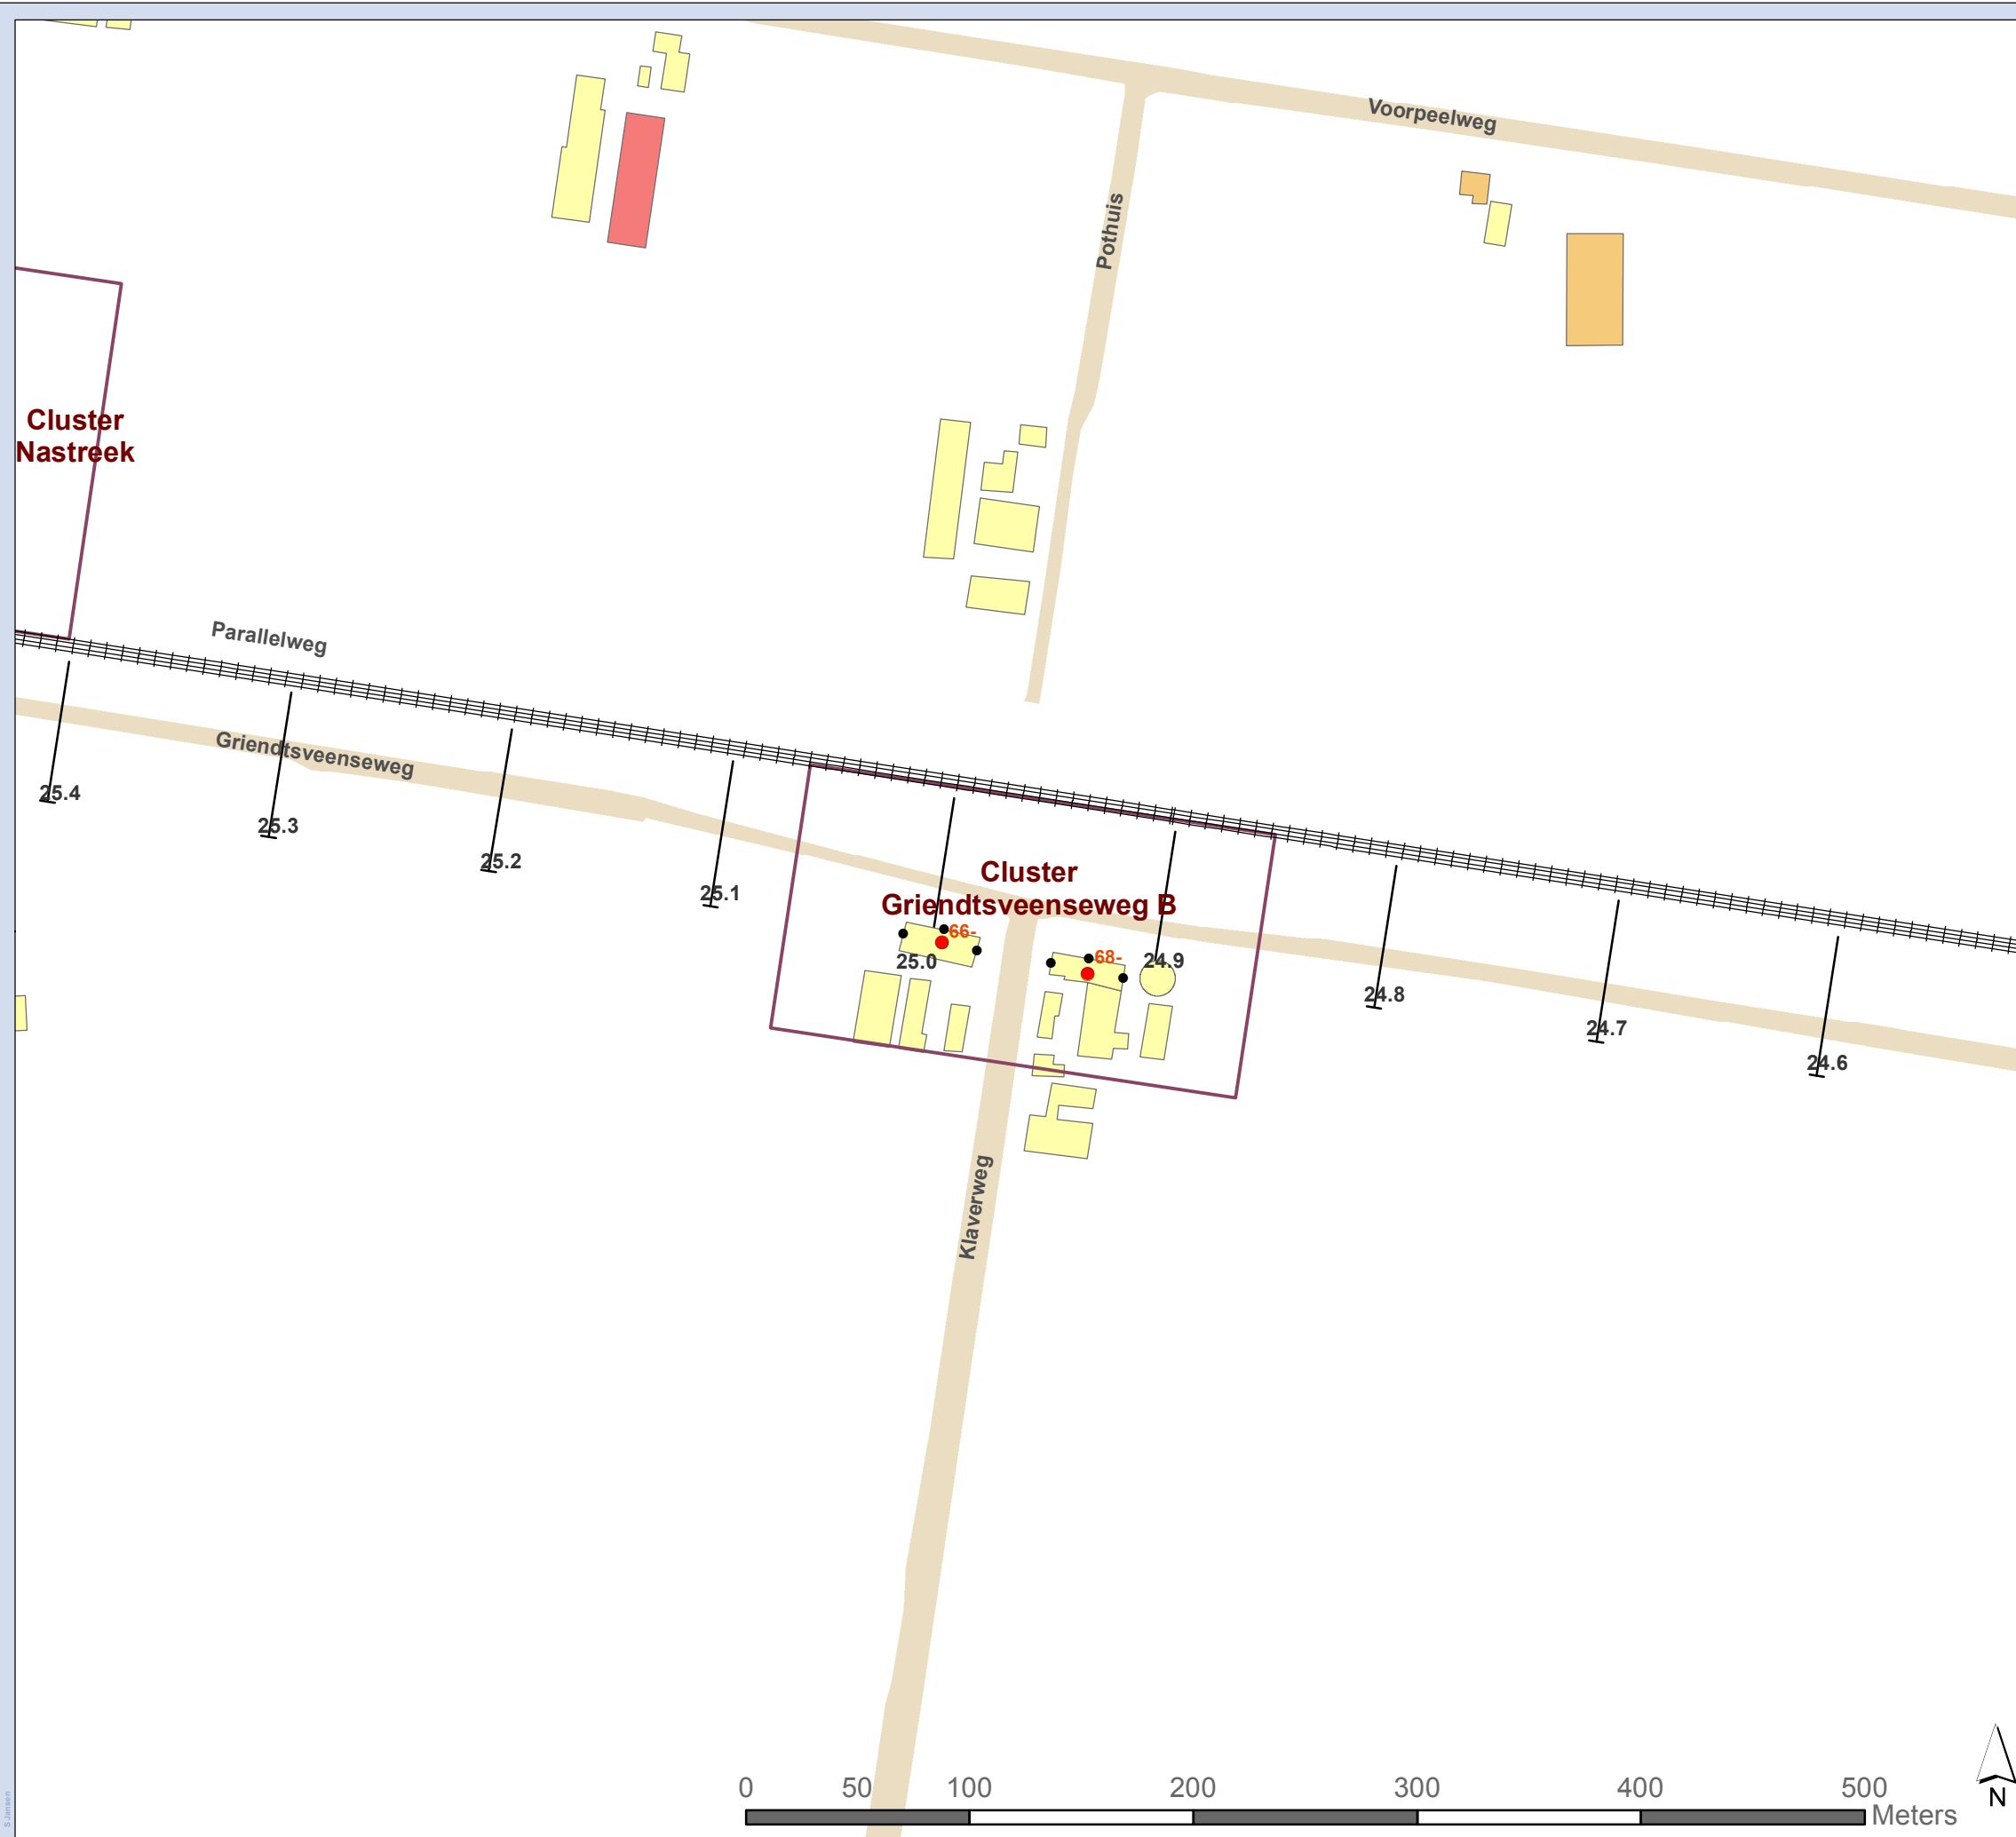 Voorpeelweg
Pothuis
Cluster
Nastreek
Parallelweg
Griendtsveenseweg
25.4
25.3
25.2
25.1
Cluster
Griendtsveenseweg B
66-
68-
25.0
24.9
24.8
24.7
24.6
Klaverweg
0 50 100 200 300 400 500
Meters
N
S.Jansen